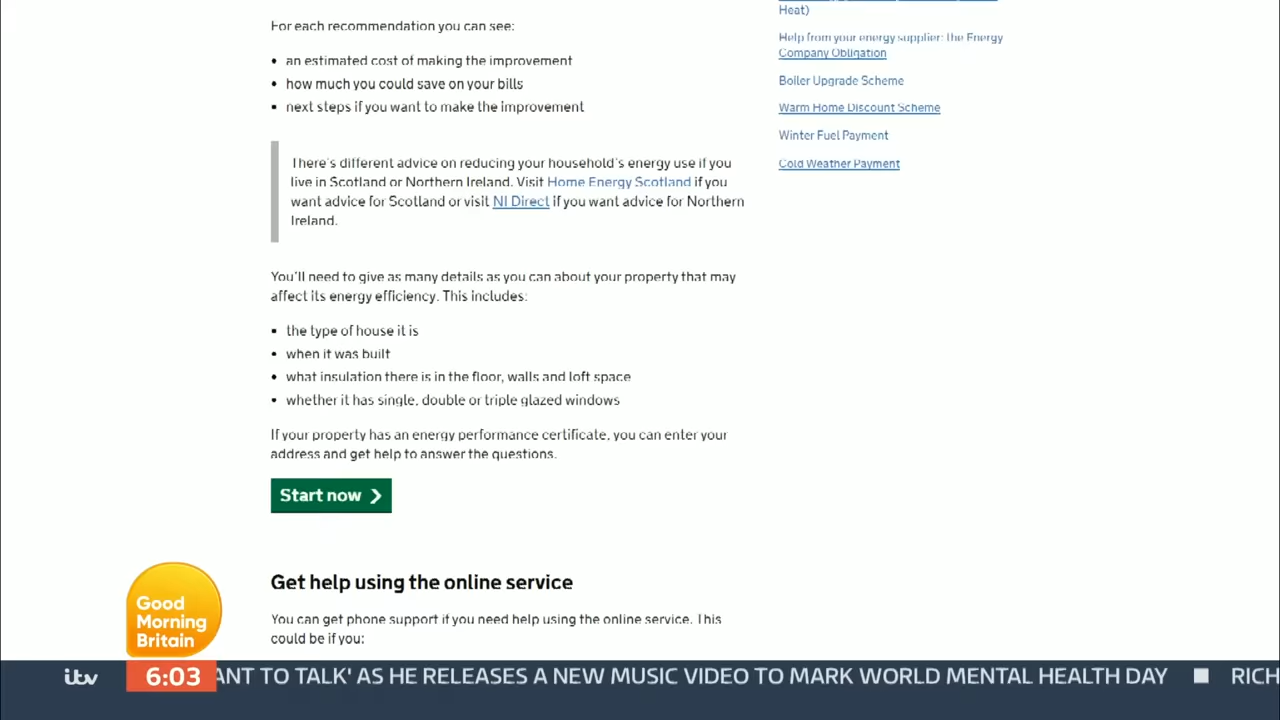 For each recommendation you can see:
• an estimated cost of making the improvement
• how much you could save on your bills
• next steps if you want to make the improvement
There's different advice on reducing your household's energy use if you
live in Scotland or Northern Ireland. Visit Home Energy Scotland if you
want advice for Scotland or visit NI Direct if you want advice for Northern
Ireland.
You'll need to give as many details as you can about your property that may
affect its energy efficiency. This includes:
• the type of house it is
• when it was built
• what insulation there is in the floor, walls and loft space
• whether it has single, double or triple glazed windows
If your property has an energy performance certificate, you can enter your
address and get help to answer the questions.
Start now
Get help using the online service
You can get phone support if you need help using the online service. This
could be if you:
Heat)
Help from your energy supplier: the Energy
Company Obligation
Boiler Upgrade Scheme
Warm Home Discount Scheme
Winter Fuel Payment
Cold Weather Payment
Good
Morning
Britain
itv 6:03 ANT TO TALK' AS HE RELEASES A NEW MUSIC VIDEO TO MARK WORLD MENTAL HEALTH DAY ■ RICH